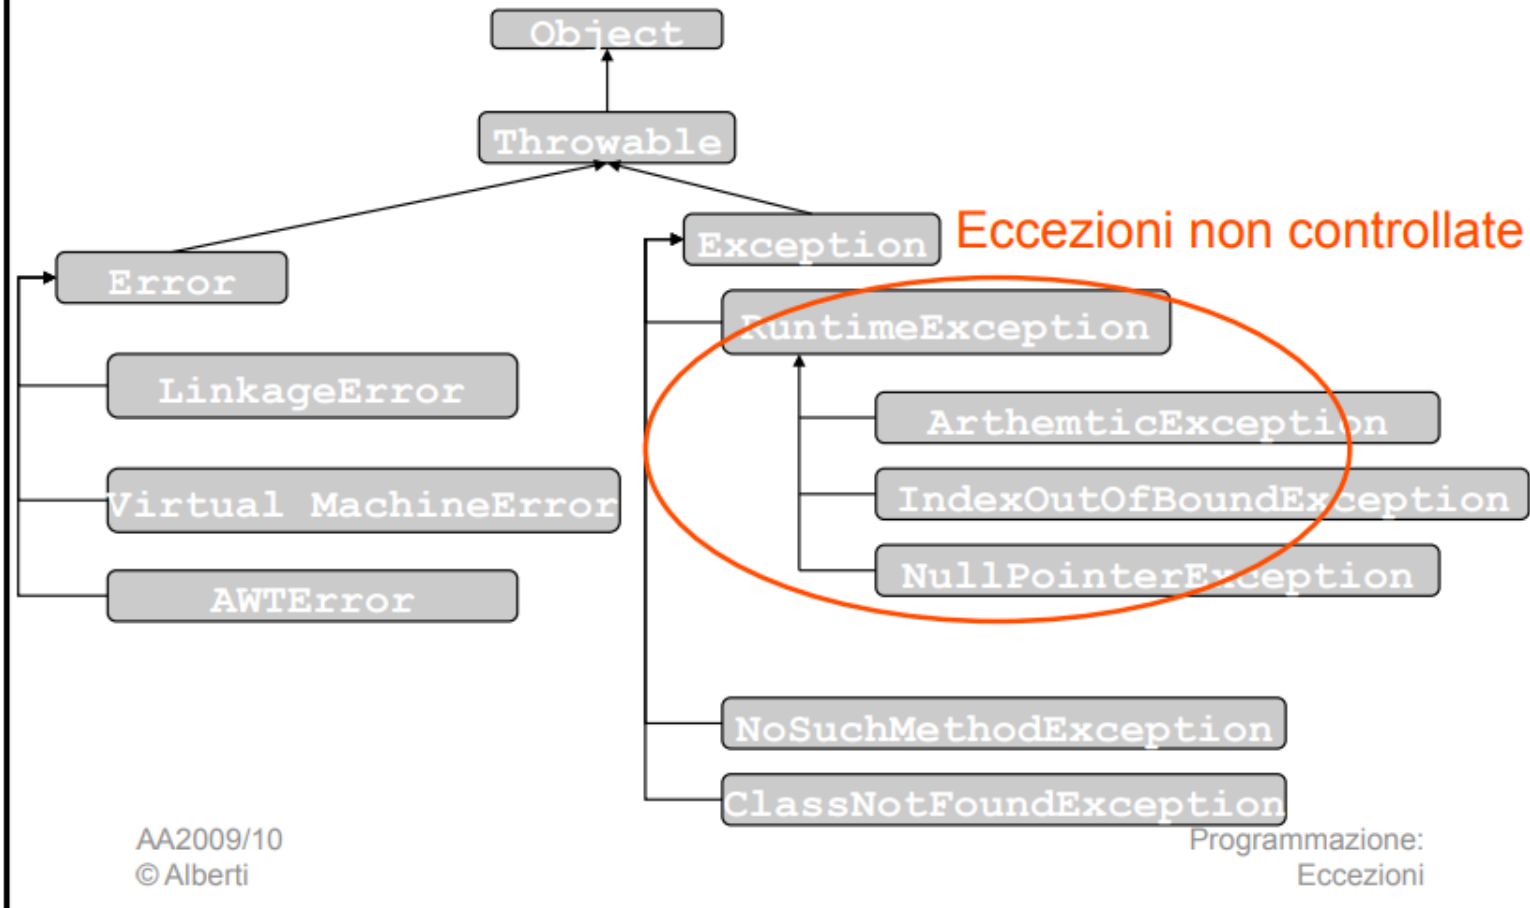 Object
Throwable
Exception
Eccezioni non controllate
Error
RuntimeException
LinkageError
ArthemticException
Virtual MachineError
IndexOutOfBoundException
NullPointerException
AWTError
NoSuchMethodException
ClassNotFoundException
AA2009/10
© Alberti
Programmazione:
Eccezioni